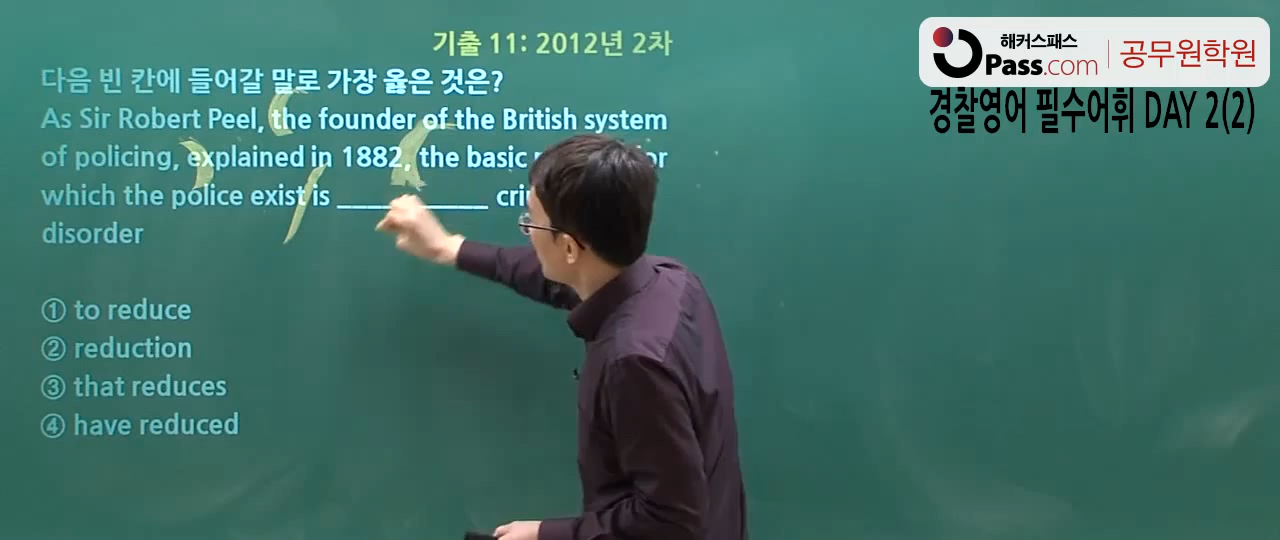 기출 11: 2012년 2차
다음 빈 칸에 들어갈 말로 가장 옳은 것은?
As Sir Robert Peel, the founder of the British system
of policing, explained in 1882, the basic
which the police exist is __________
disorder
① to reduce
② reduction
③ that reduces
④ have reduced
해커스패스
Pass.com
공무원학원
경찰영어 필수어휘 DAY 2(2)